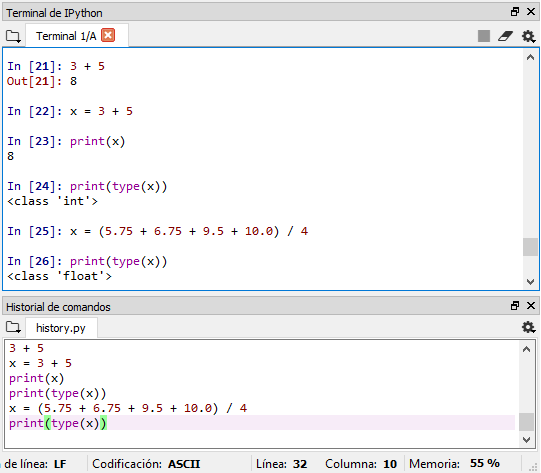 Terminal de IPython
Terminal 1/A
In [21]: 3 + 5
Out[21]: 8
In [22]: x = 3 + 5
In [23]: print(x)
8
In [24]: print(type(x))
<class 'int'>
In [25]: x = (5.75 + 6.75 + 9.5 + 10.0) / 4
In [26]: print(type(x))
<class 'float'>
Historial de comandos
history.py
3 + 5
x = 3 + 5
print(x)
print(type(x))
x = (5.75 + 6.75 + 9.5 + 10.0) / 4
print(type(x))
de línea: LF Codificación: ASCII Línea: 32 Columna: 10 Memoria: 55 %